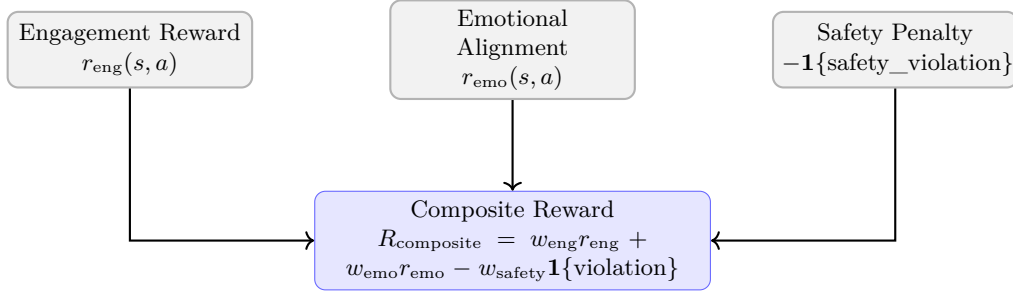 Engagement Reward
r_eng(s, a)
Emotional
Alignment
r_emo(s, a)
Safety Penalty
−1{safety_violation}
Composite Reward
R_composite = w_eng r_eng +
w_emo r_emo − w_safety 1{violation}